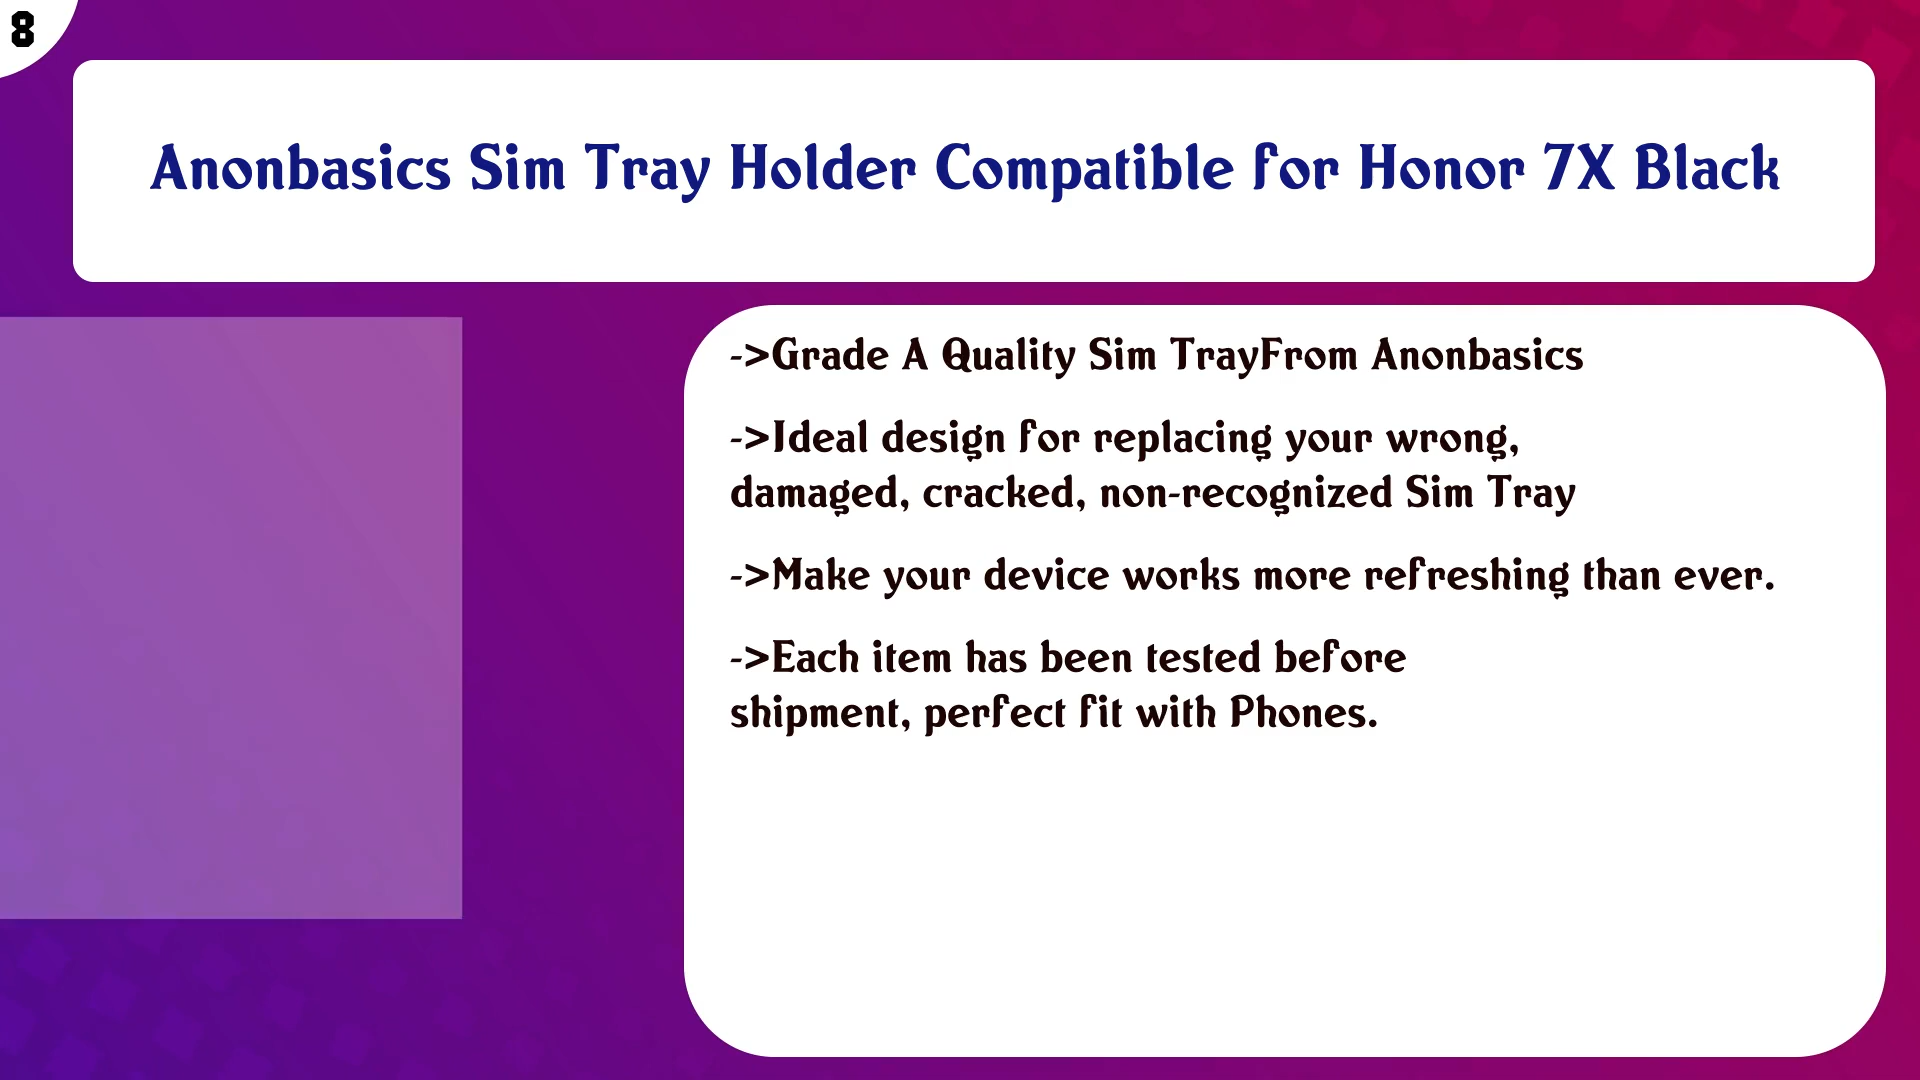 8
Anonbasics Sim Tray Holder Compatible for Honor 7X Black
->Grade A Quality Sim TrayFrom Anonbasics
->Ideal design for replacing your wrong,
damaged, cracked, non-recognized Sim Tray
->Make your device works more refreshing than ever.
->Each item has been tested before
shipment, perfect fit with Phones.